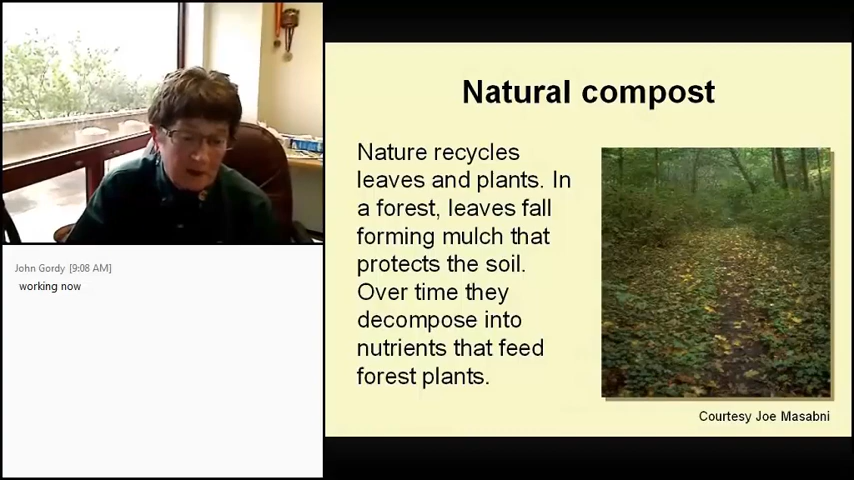 Natural compost
Nature recycles
leaves and plants. In
a forest, leaves fall
forming mulch that
protects the soil.
Over time they
decompose into
nutrients that feed
forest plants.
Courtesy Joe Masabni
John Gordy [9:08 AM]
working now